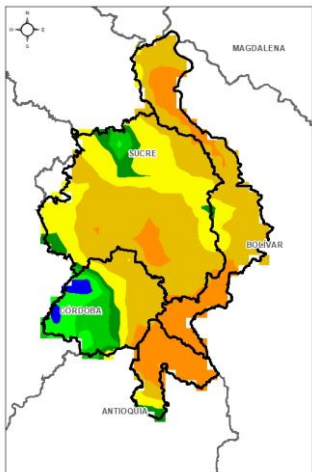 N
W E
S
MAGDALENA
SUCRE
BOLIVAR
CORDOBA
ANTIOQUIA